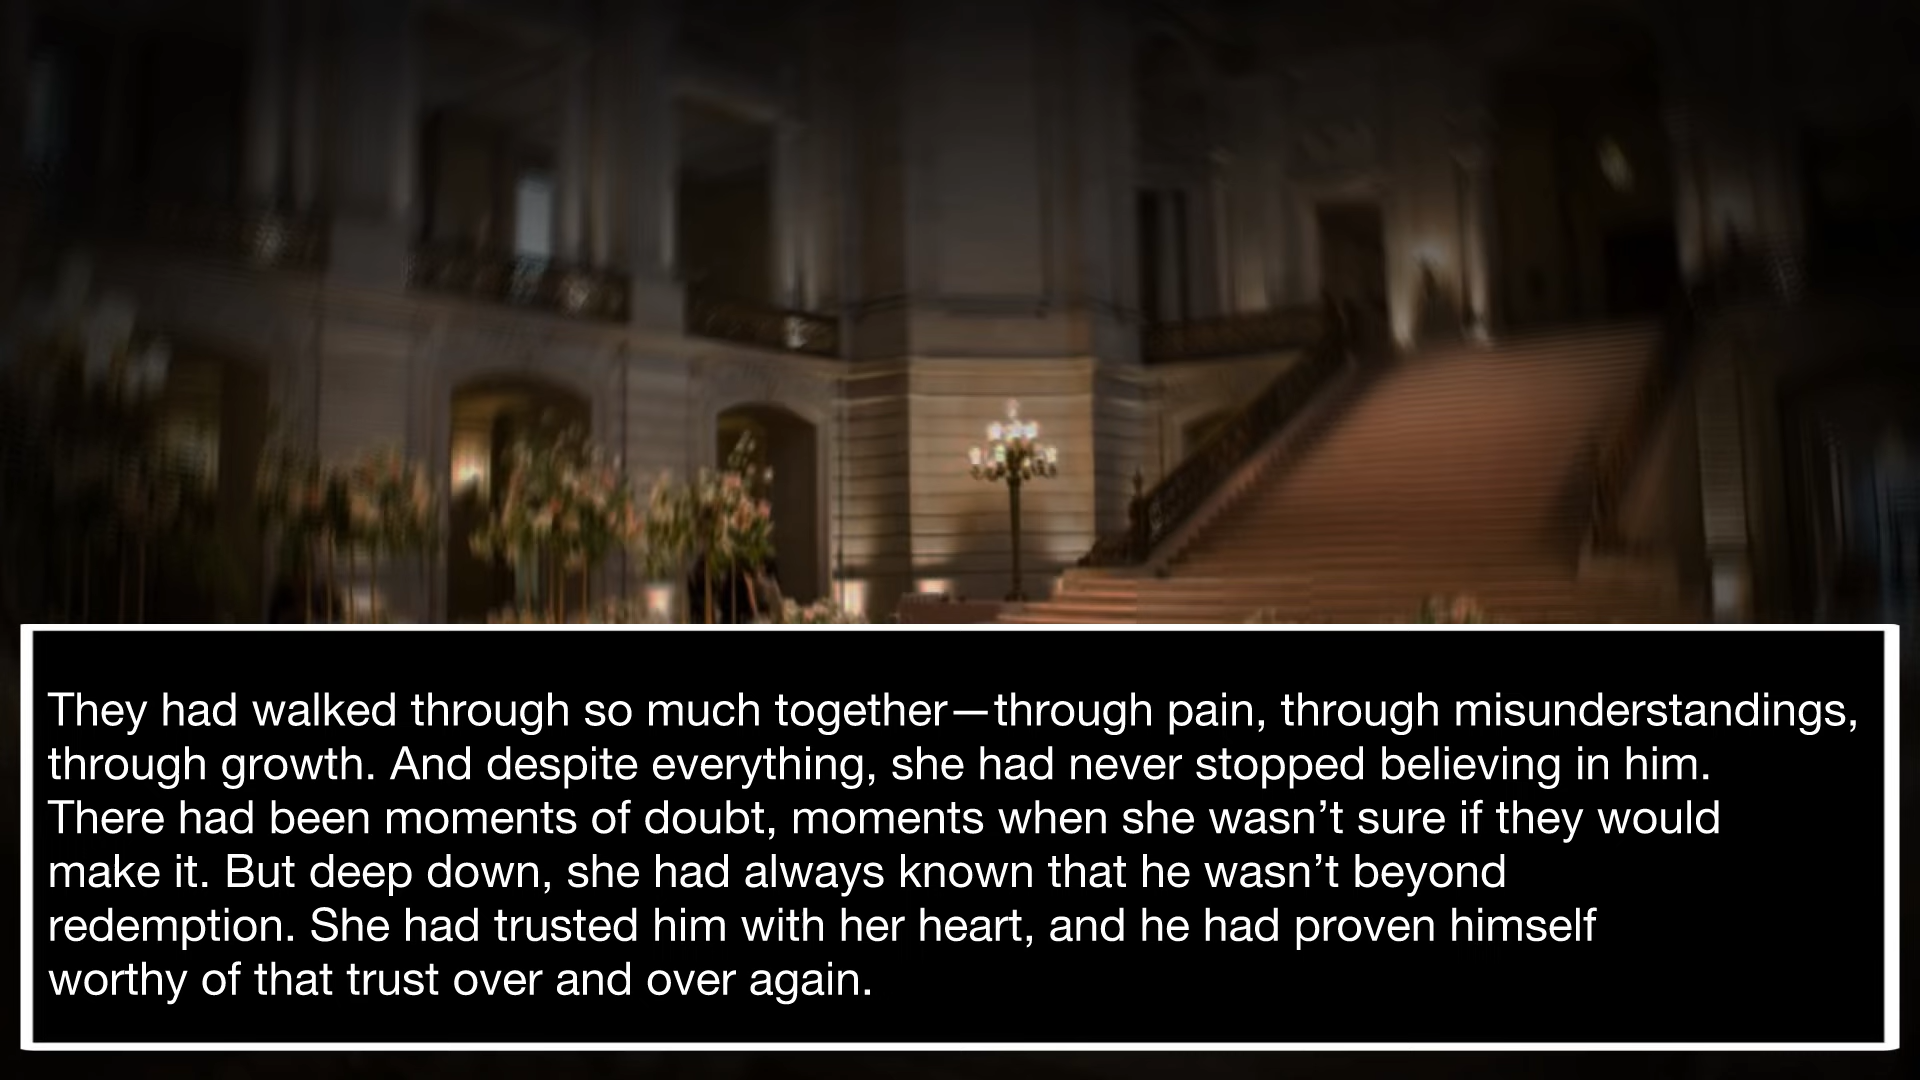 They had walked through so much together—through pain, through misunderstandings,
through growth. And despite everything, she had never stopped believing in him.
There had been moments of doubt, moments when she wasn’t sure if they would
make it. But deep down, she had always known that he wasn’t beyond
redemption. She had trusted him with her heart, and he had proven himself
worthy of that trust over and over again.